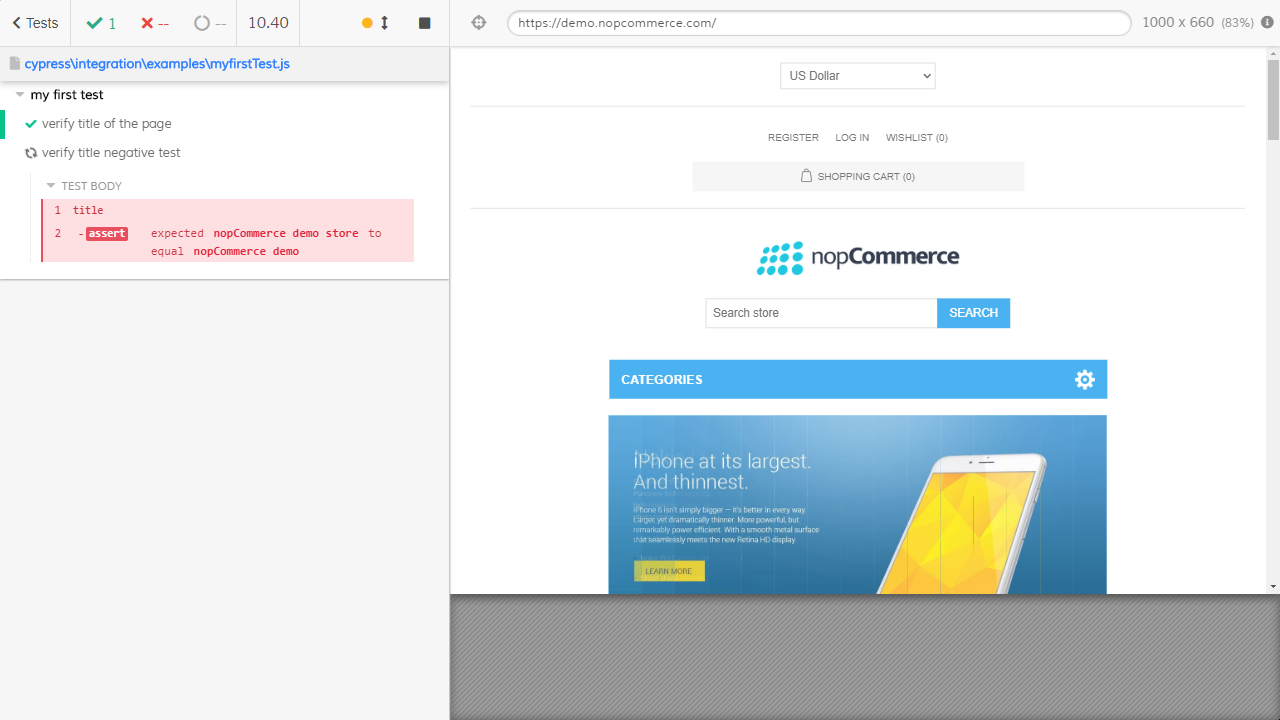 Tests
1
--
--
10.40
https://demo.nopcommerce.com/
1000 x 660 (83%)
cypress\integration\examples\myfirstTest.js
my first test
verify title of the page
verify title negative test
TEST BODY
1 title
2 -assert expected nopCommerce demo store to
equal nopCommerce demo
US Dollar
REGISTER LOG IN WISHLIST (0)
SHOPPING CART (0)
nopCommerce
Search store SEARCH
CATEGORIES
iPhone at its largest.
And thinnest.
iPhone 6 isn't simply bigger – it's better in every way.
Larger, yet dramatically thinner. More powerful, but
remarkably power efficient. With a smooth metal surface
that seamlessly meets the new Retina HD display.
LEARN MORE